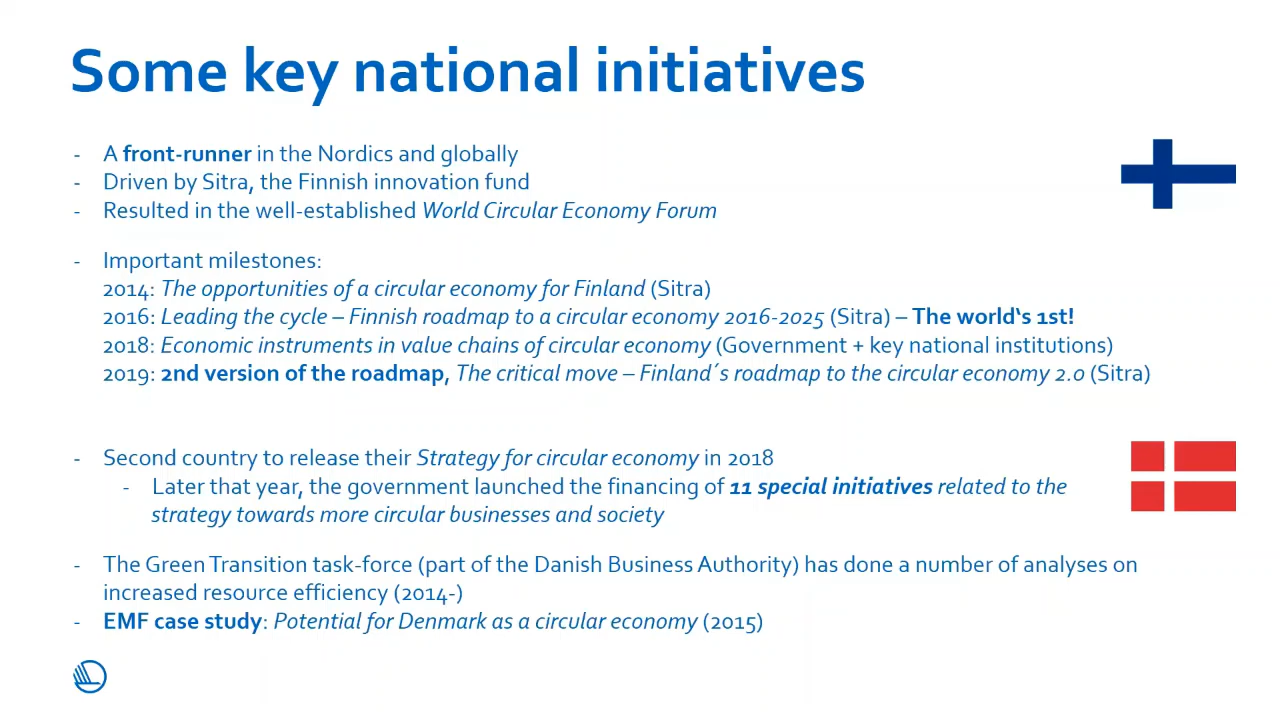 Some key national initiatives
- A front-runner in the Nordics and globally
- Driven by Sitra, the Finnish innovation fund
- Resulted in the well-established World Circular Economy Forum
- Important milestones:
2014: The opportunities of a circular economy for Finland (Sitra)
2016: Leading the cycle – Finnish roadmap to a circular economy 2016-2025 (Sitra) – The world‘s 1st!
2018: Economic instruments in value chains of circular economy (Government + key national institutions)
2019: 2nd version of the roadmap, The critical move – Finland´s roadmap to the circular economy 2.0 (Sitra)
- Second country to release their Strategy for circular economy in 2018
- Later that year, the government launched the financing of 11 special initiatives related to the
strategy towards more circular businesses and society
- The Green Transition task-force (part of the Danish Business Authority) has done a number of analyses on
increased resource efficiency (2014-)
- EMF case study: Potential for Denmark as a circular economy (2015)